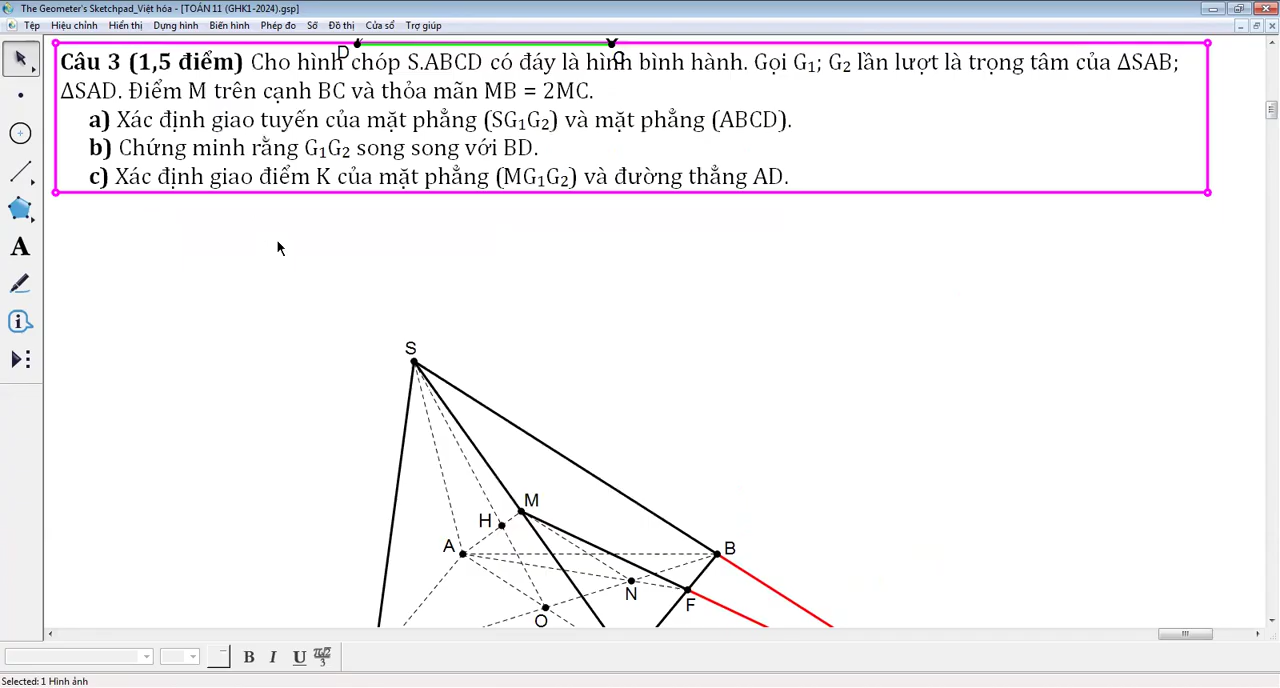 The Geometer's Sketchpad_Việt hóa - [TOÁN 11 (GHK1-2024).gsp]
Tệp Hiệu chỉnh Hiển thị Dựng hình Biến hình Phép đo Số Đồ thị Cửa sổ Trợ giúp
D C
Câu 3 (1,5 điểm) Cho hình chóp S.ABCD có đáy là hình bình hành. Gọi G₁; G₂ lần lượt là trọng tâm của ΔSAB;
ΔSAD. Điểm M trên cạnh BC và thỏa mãn MB = 2MC.
a) Xác định giao tuyến của mặt phẳng (SG₁G₂) và mặt phẳng (ABCD).
b) Chứng minh rằng G₁G₂ song song với BD.
c) Xác định giao điểm K của mặt phẳng (MG₁G₂) và đường thẳng AD.
S
M
H
A B
N F
O
B I U
Selected: 1 Hình ảnh